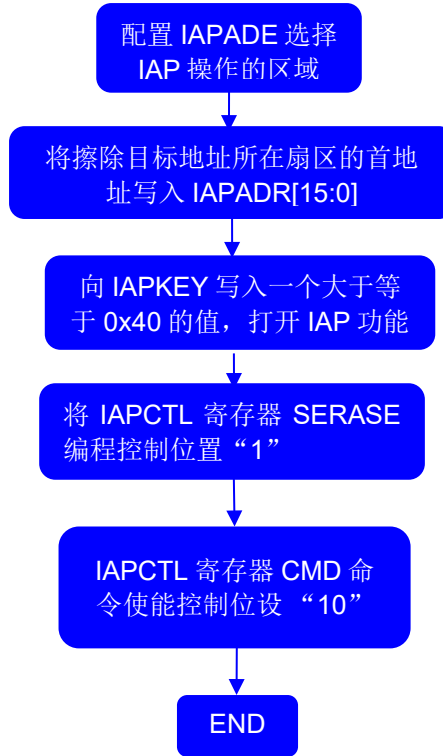 配置 IAPADE 选择
IAP 操作的区域
将擦除目标地址所在扇区的首地
址写入 IAPADR[15:0]
向 IAPKEY 写入一个大于等
于 0x40 的值，打开 IAP 功能
将 IAPCTL 寄存器 SERASE
编程控制位置“1”
IAPCTL 寄存器 CMD 命
令使能控制位设 “10”
END